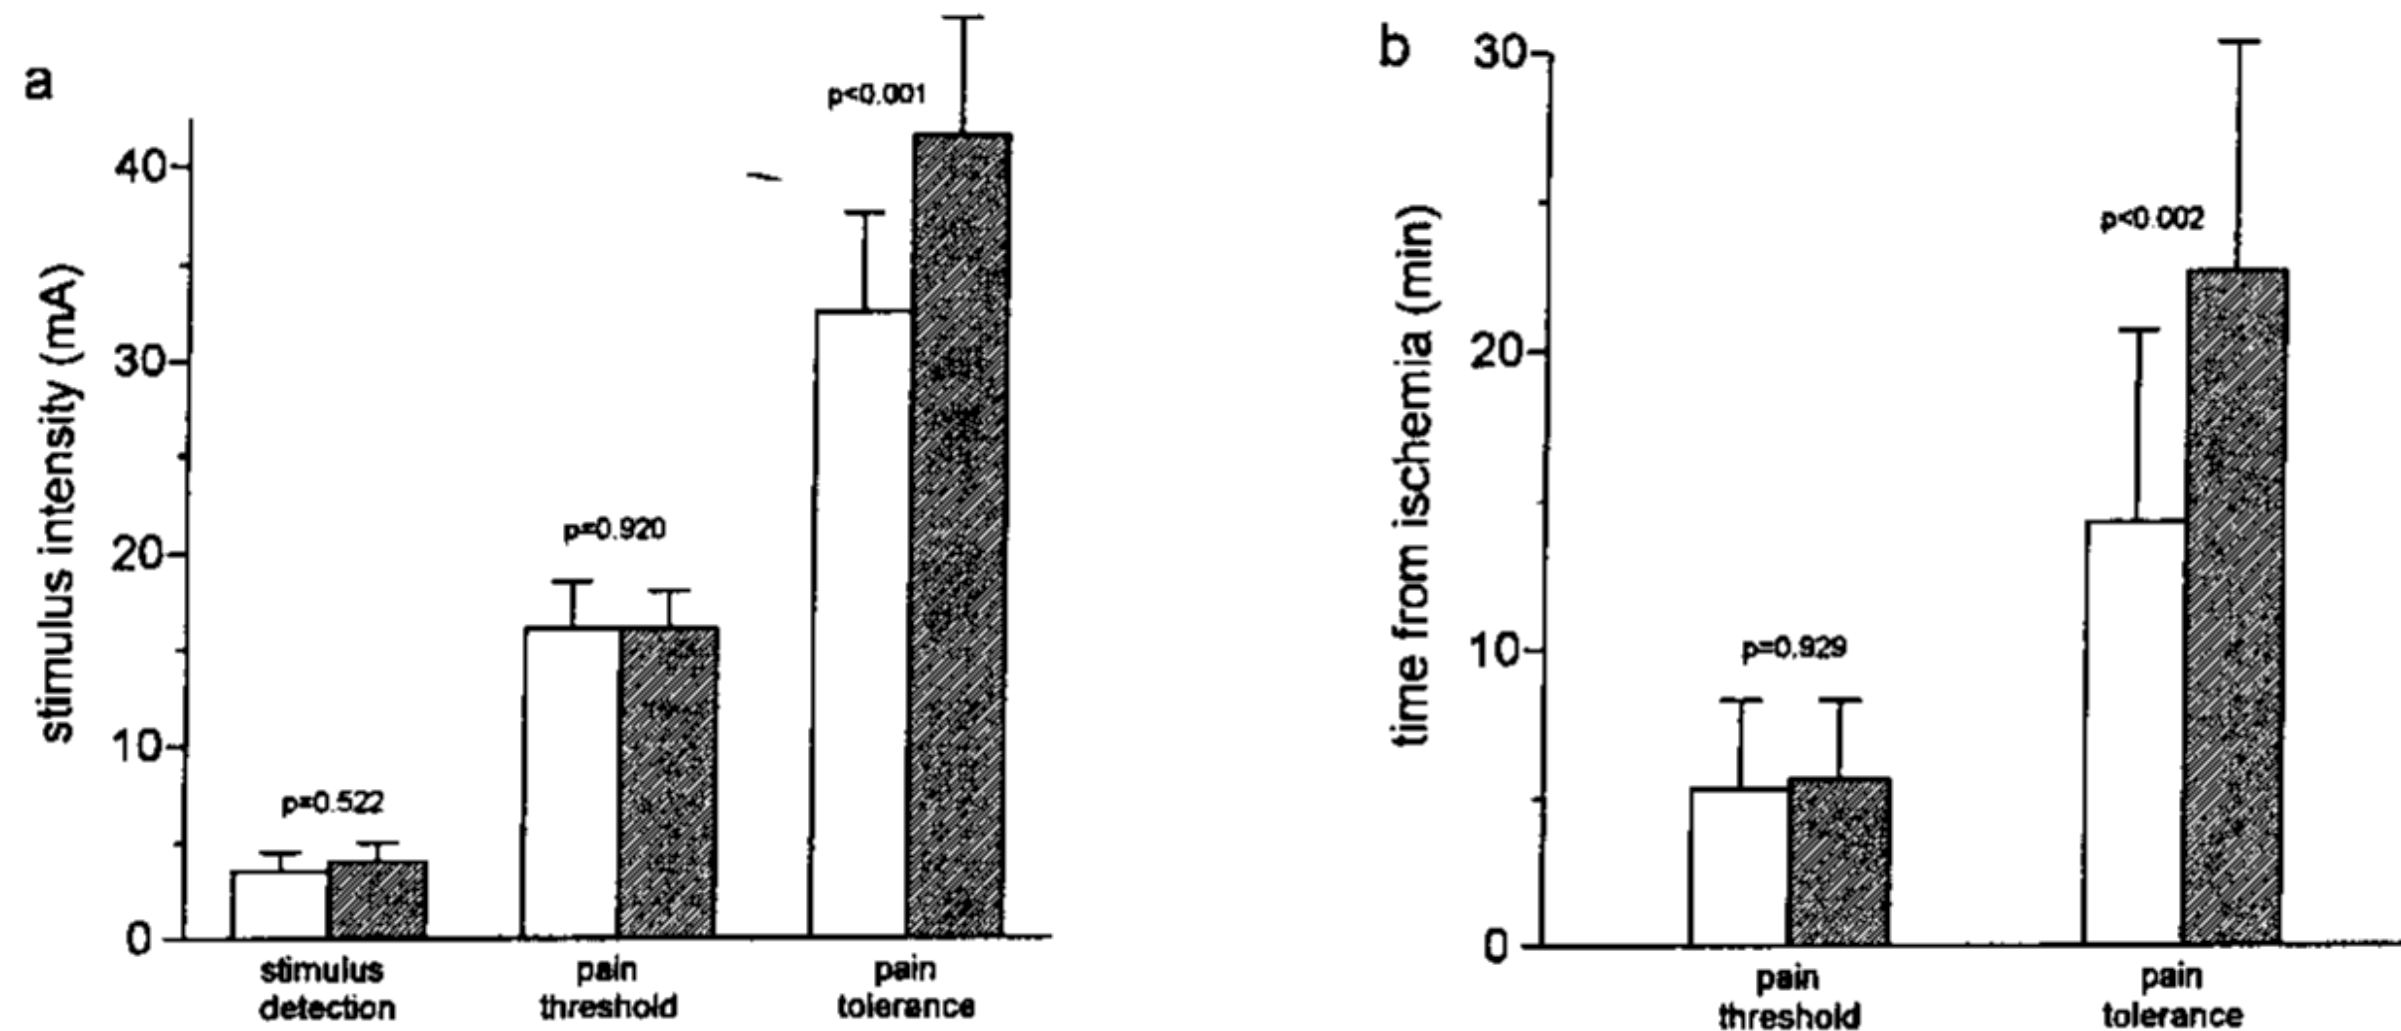 a
stimulus intensity (mA)
40
30
20
10
0
p=0.522
p=0.920
p<0.001
stimulus
detection
pain
threshold
pain
tolerance
b
time from ischemia (min)
30
20
10
0
p=0.929
p<0.002
pain
threshold
pain
tolerance